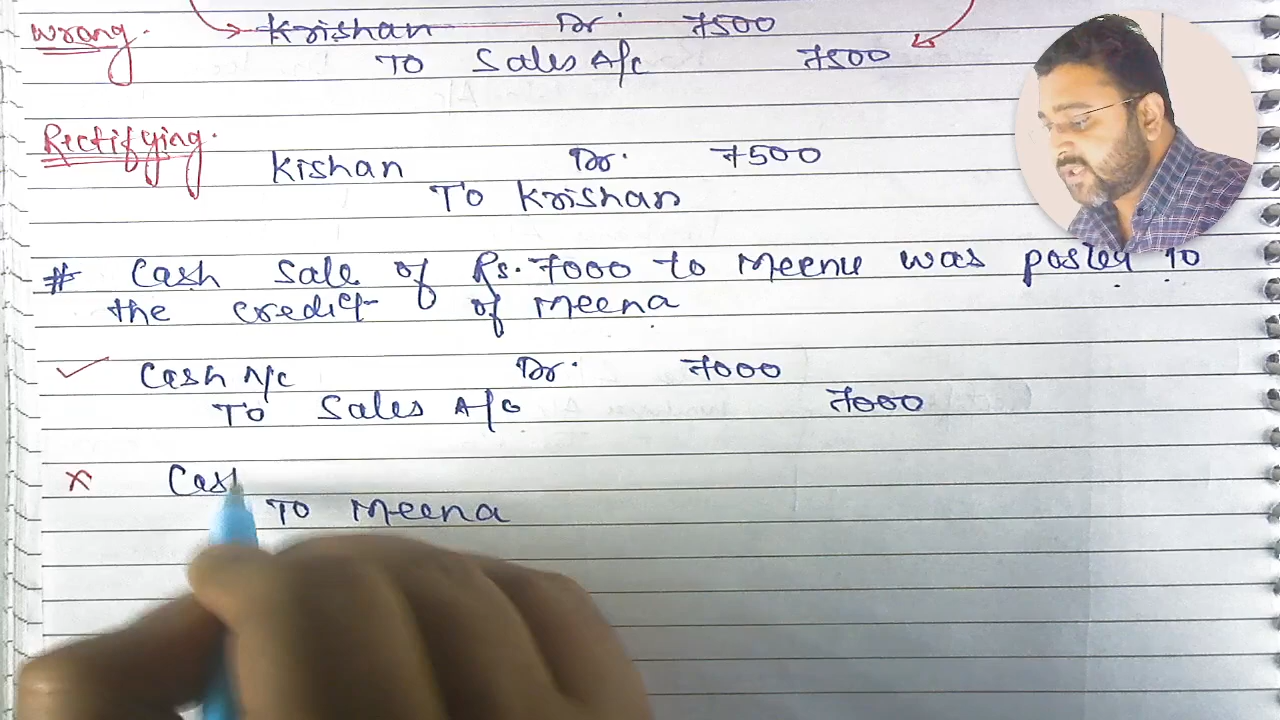 Wrong. Krishan Dr. 7500
To Sales A/c 7500
Rectifying.
Kishan Dr. 7500
To Krishan
# Cash Sale of Rs. 7000 to Meenu was posted to
the credit of Meena
✓ Cash A/c Dr. 7000
To Sales A/c 7000
× Cash
To Meena